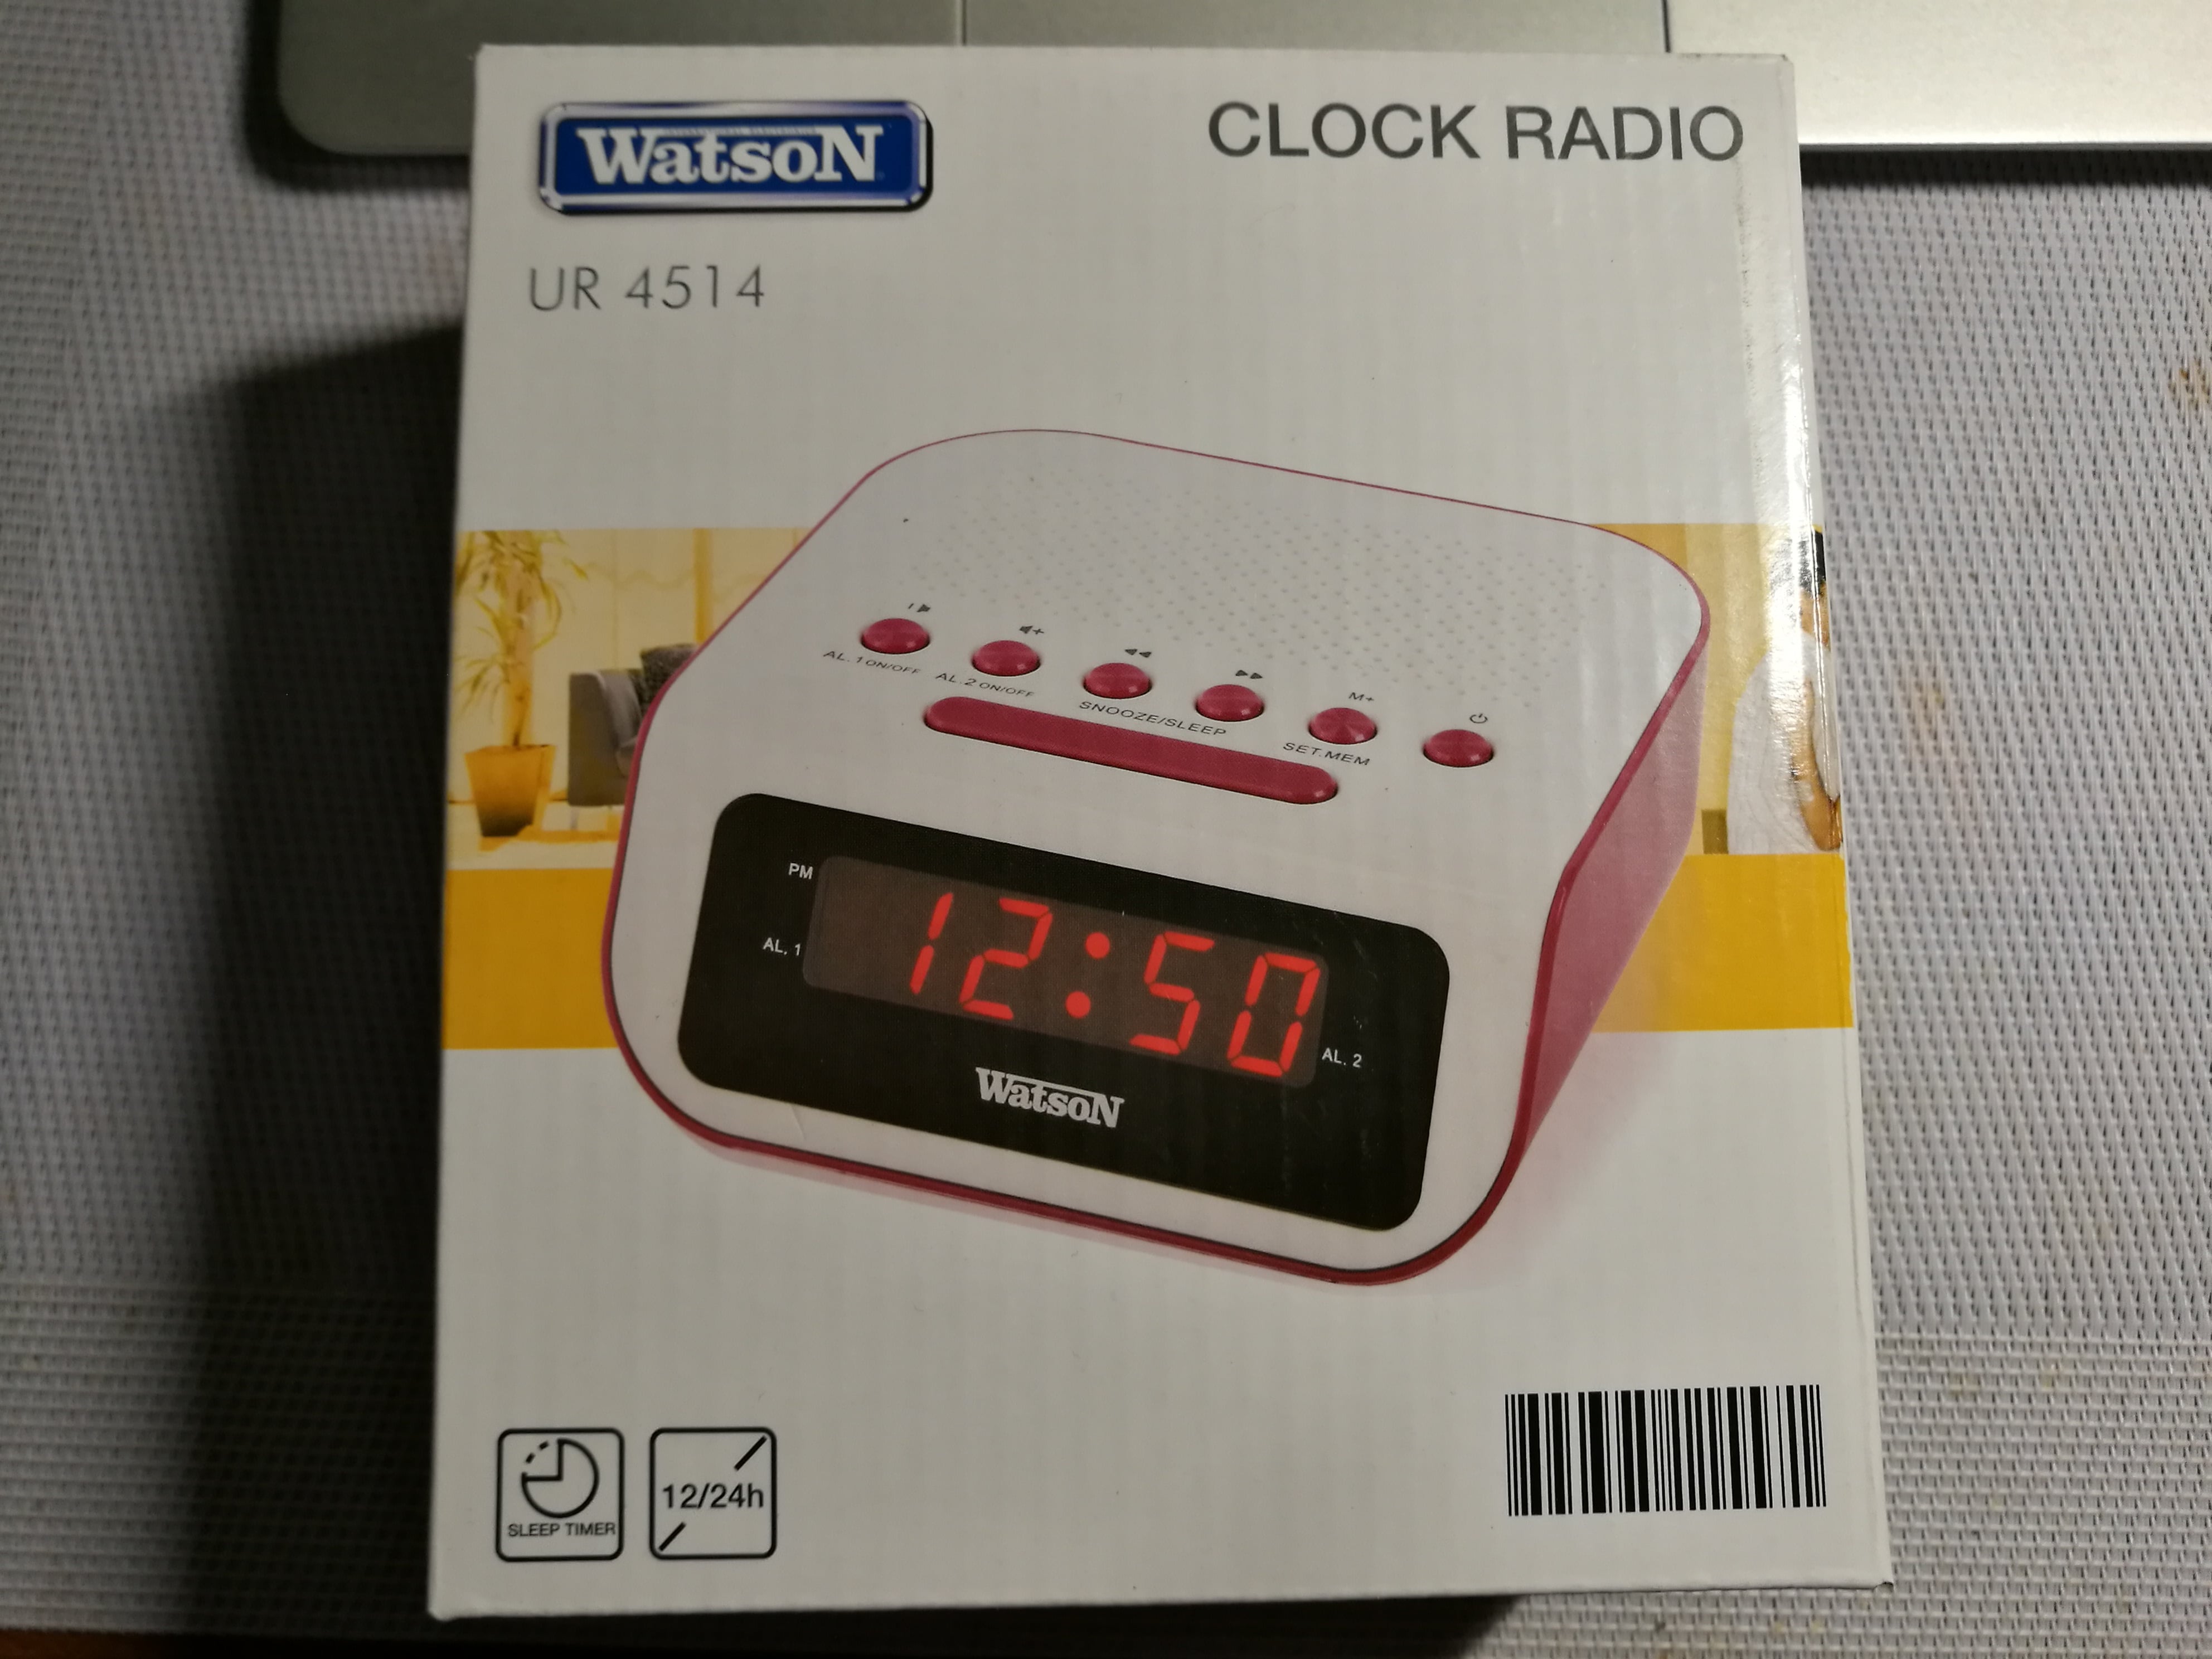 WatsoN
CLOCK RADIO
UR 4514
AL. 1 ON/OFF
AL. 2 ON/OFF
SNOOZE/SLEEP
M+
SET.MEM
PM
AL. 1
12:50
AL. 2
WatsoN
SLEEP TIMER
12/24h